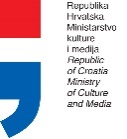 Republika
Hrvatska
Ministarstvo
kulture
i medija
Republic
of Croatia
Ministry
of Culture
and Media